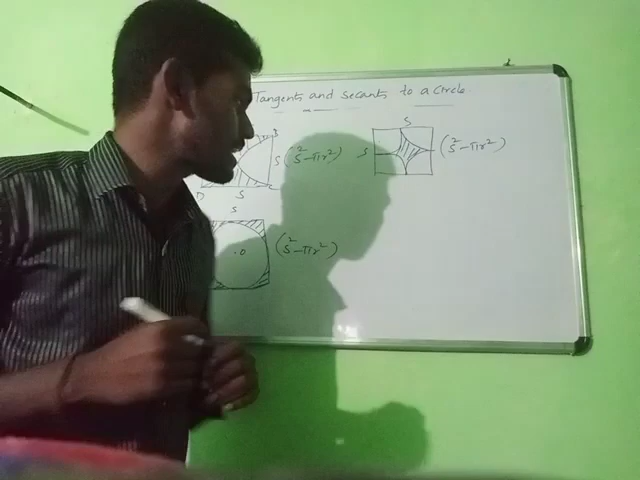 Tangents and secants to a circle
B S (S²-πr²)
D S C
S
S (S²-πr²)
S
.O (S²-πr²)